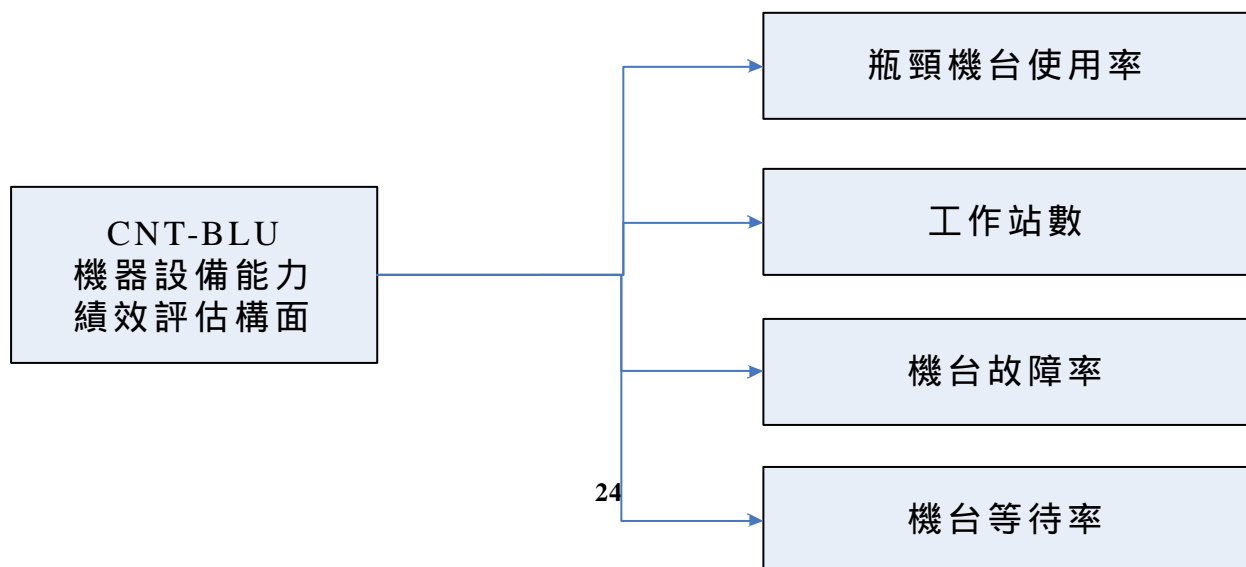 CNT-BLU
機器設備能力
績效評估構面
瓶頸機台使用率
工作站數
機台故障率
機台等待率
24